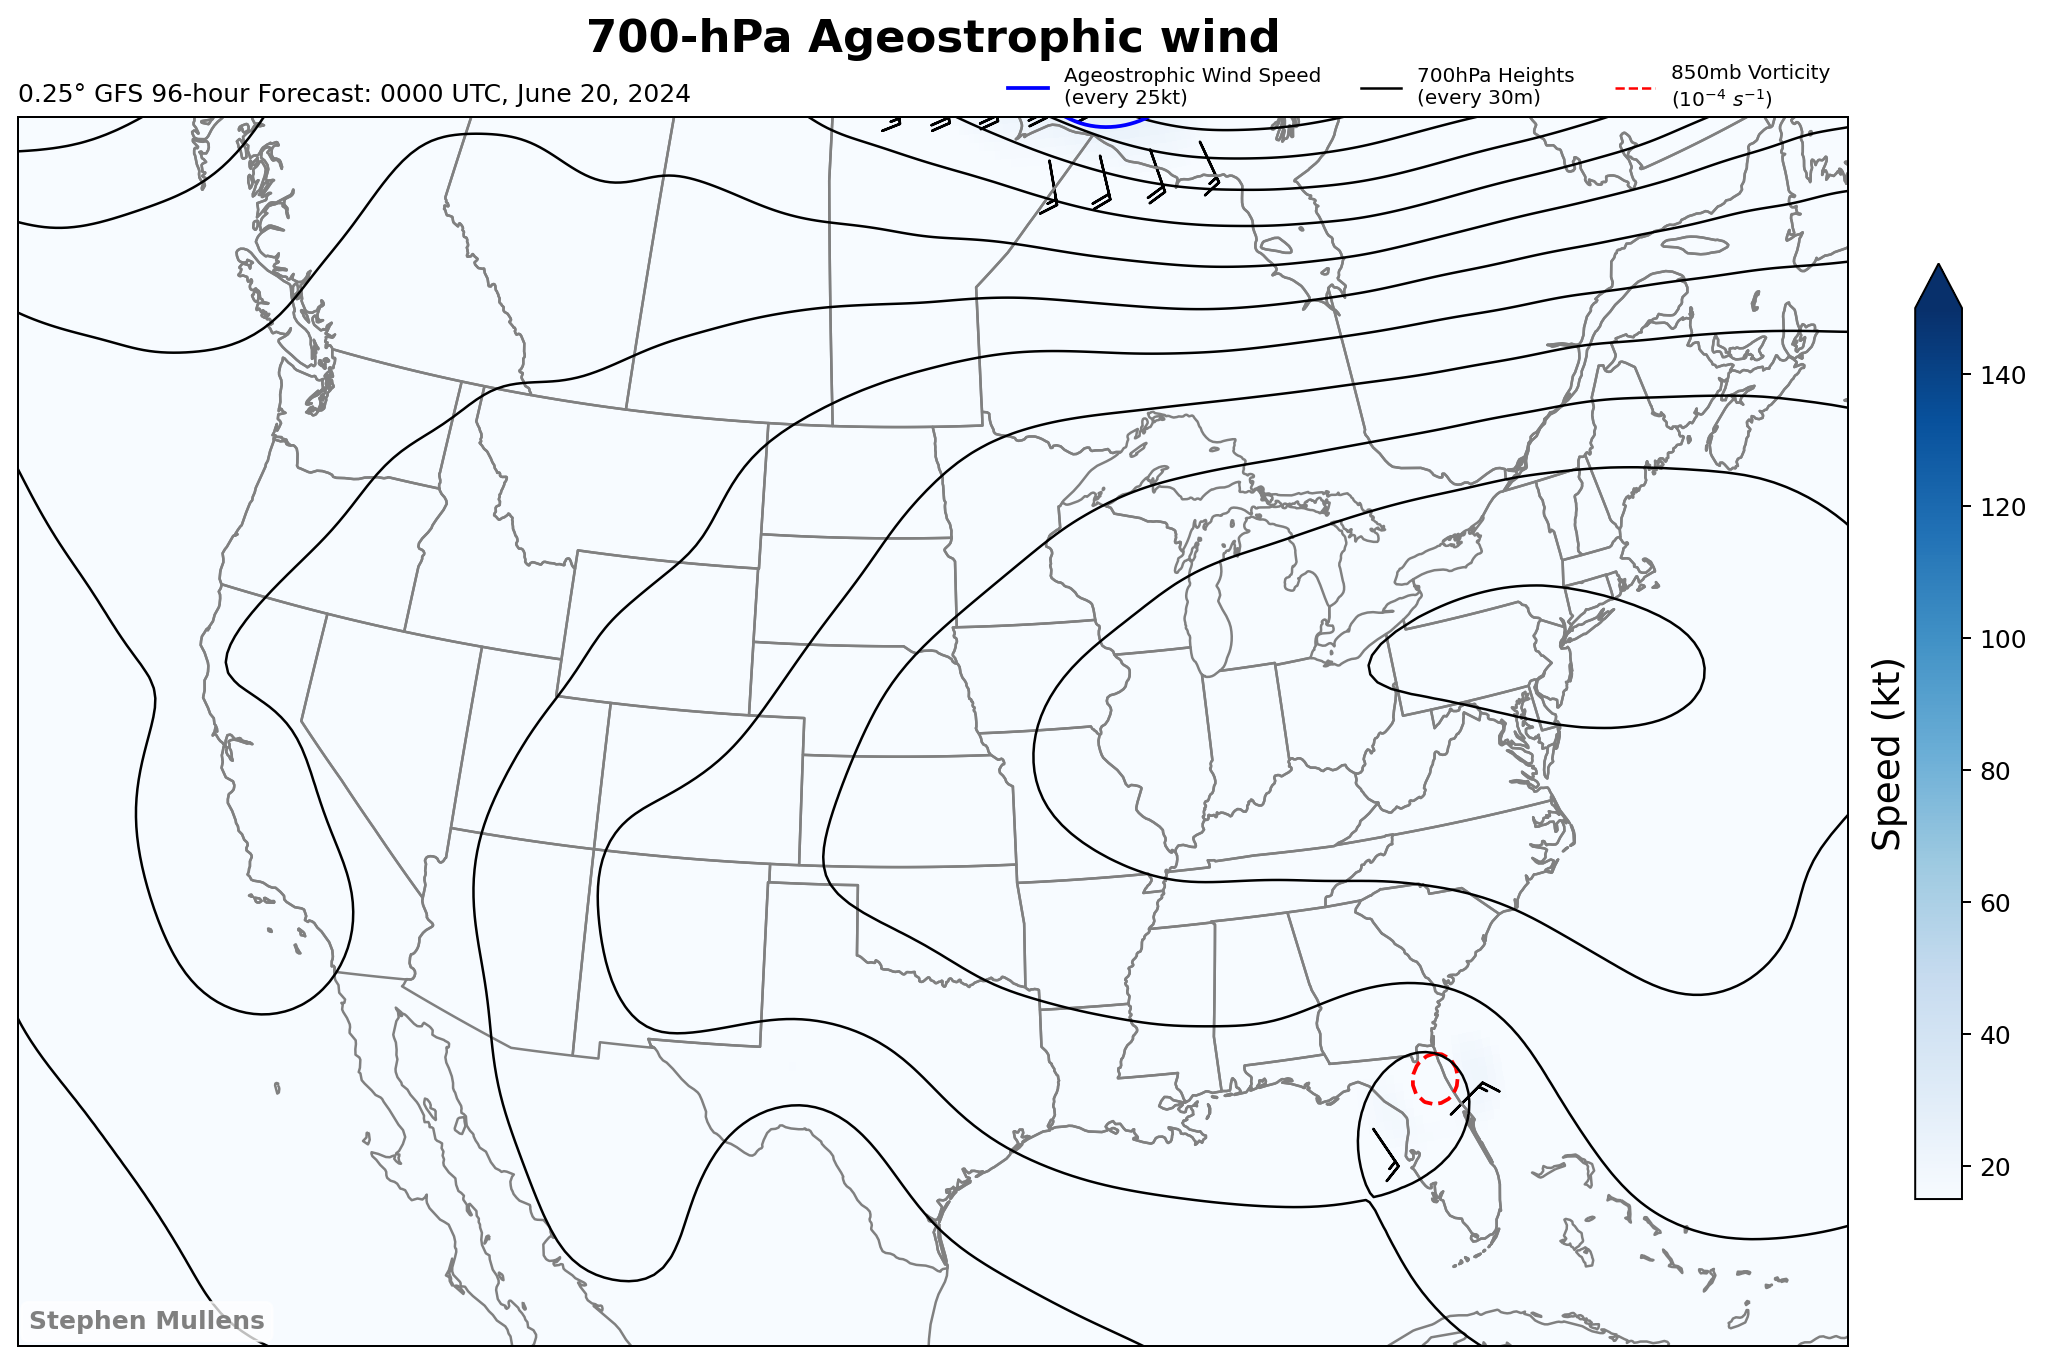 700-hPa Ageostrophic wind
0.25° GFS 96-hour Forecast: 0000 UTC, June 20, 2024
Ageostrophic Wind Speed
(every 25kt)
700hPa Heights
(every 30m)
850mb Vorticity
(10⁻⁴ s⁻¹)
140
120
100
80
60
40
20
Speed (kt)
Stephen Mullens